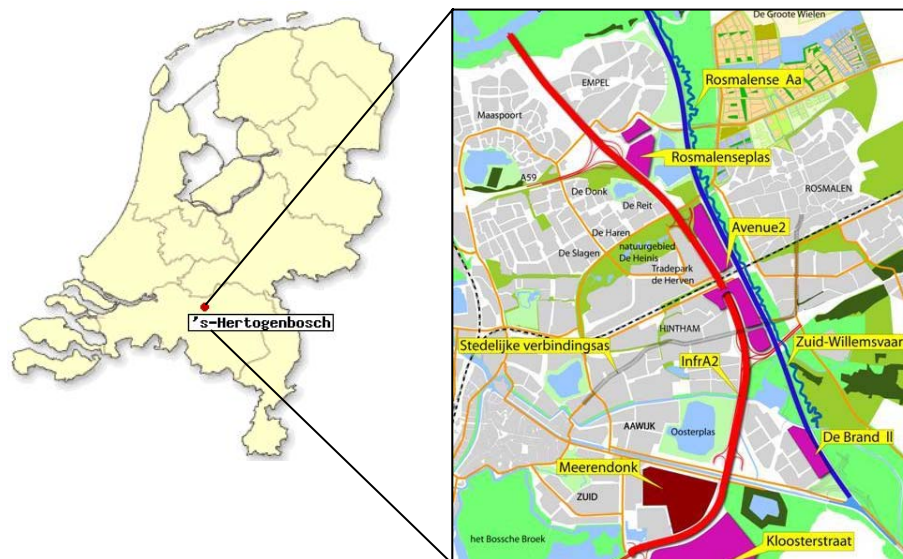 's-Hertogenbosch
De Groote Wielen
Rosmalense Aa
EMPEL
Maaspoort
Rosmalenseplas
A59
De Donk
ROSMALEN
De Reit
Avenue2
De Haren
natuurgebied
De Heinis
De Slagen
Tradepark
de Herven
HINTHAM
Stedelijke verbindingsas
Zuid-Willemsvaar
InfrA2
AAWIJK
Oosterplas
De Brand II
Meerendonk
ZUID
het Bossche Broek
Kloosterstraat